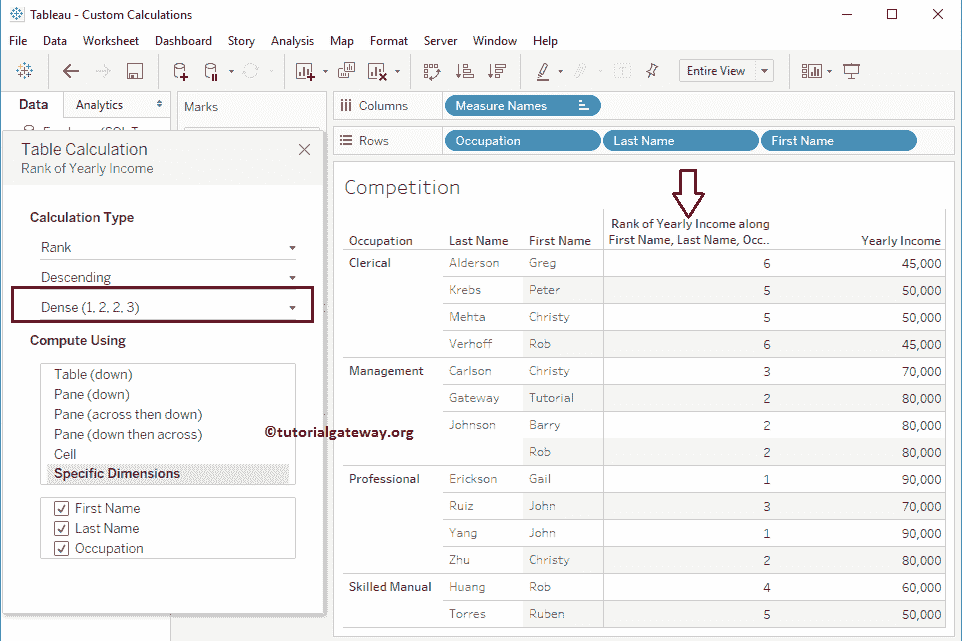 Tableau - Custom Calculations
File Data Worksheet Dashboard Story Analysis Map Format Server Window Help
Entire View
Data Analytics
Marks
Columns Measure Names
Rows Occupation Last Name First Name
Table Calculation
Rank of Yearly Income
Calculation Type
Rank
Descending
Dense (1, 2, 2, 3)
Compute Using
Table (down)
Pane (down)
Pane (across then down)
Pane (down then across)
Cell
Specific Dimensions
First Name
Last Name
Occupation
©tutorialgateway.org
Competition
Rank of Yearly Income along
Occupation Last Name First Name First Name, Last Name, Occ.. Yearly Income
Clerical Alderson Greg 6 45,000
Krebs Peter 5 50,000
Mehta Christy 5 50,000
Verhoff Rob 6 45,000
Management Carlson Christy 3 70,000
Gateway Tutorial 2 80,000
Johnson Barry 2 80,000
Rob 2 80,000
Professional Erickson Gail 1 90,000
Ruiz John 3 70,000
Yang John 1 90,000
Zhu Christy 2 80,000
Skilled Manual Huang Rob 4 60,000
Torres Ruben 5 50,000